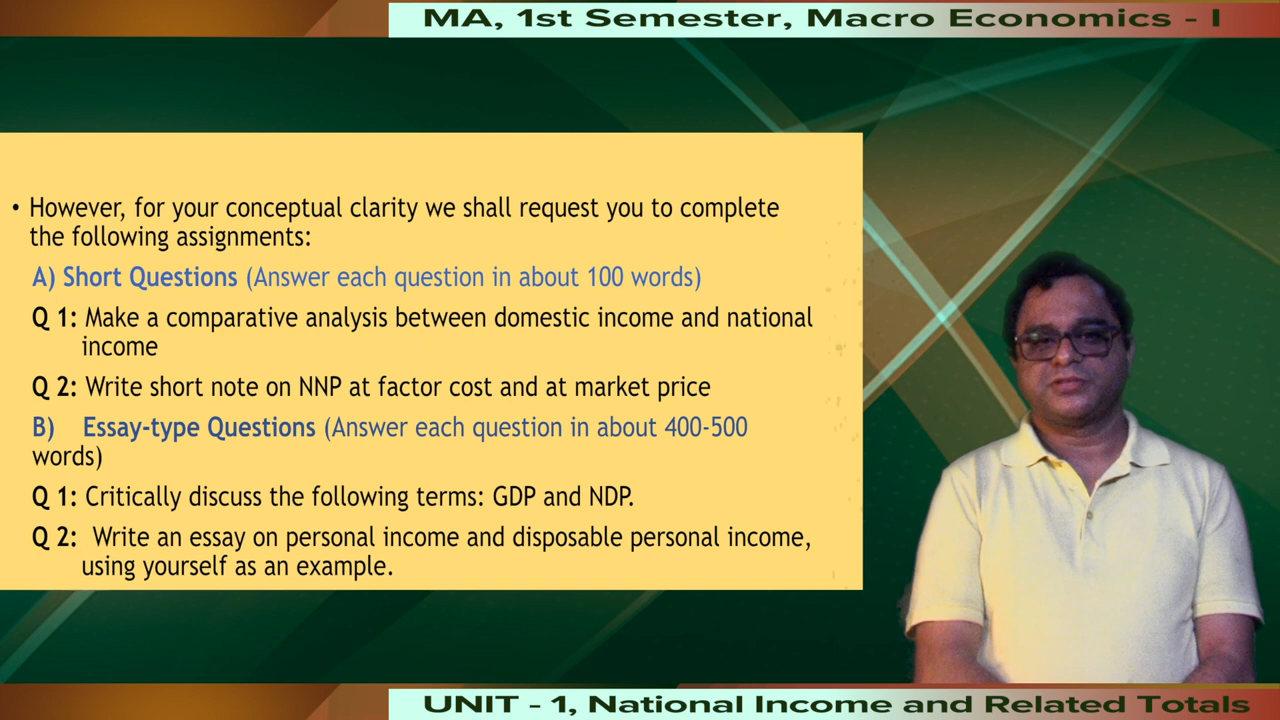 MA, 1st Semester, Macro Economics - I
• However, for your conceptual clarity we shall request you to complete
the following assignments:
A) Short Questions (Answer each question in about 100 words)
Q 1: Make a comparative analysis between domestic income and national
income
Q 2: Write short note on NNP at factor cost and at market price
B) Essay-type Questions (Answer each question in about 400-500
words)
Q 1: Critically discuss the following terms: GDP and NDP.
Q 2: Write an essay on personal income and disposable personal income,
using yourself as an example.
UNIT - 1, National Income and Related Totals